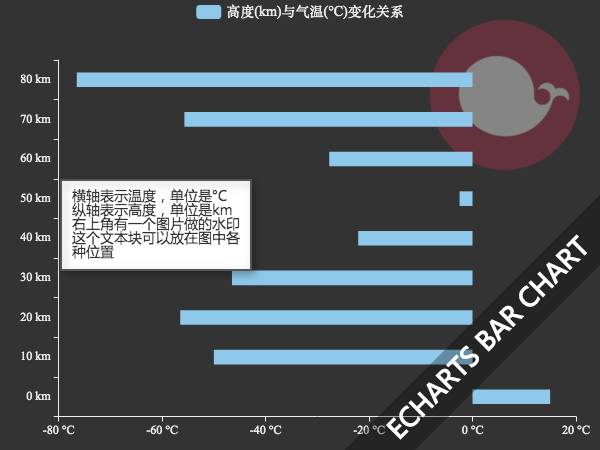 高度(km)与气温(°C)变化关系
80 km
70 km
60 km
50 km
40 km
30 km
20 km
10 km
0 km
横轴表示温度，单位是°C
纵轴表示高度，单位是km
右上角有一个图片做的水印
这个文本块可以放在图中各
种位置
-80 °C
-60 °C
-40 °C
-20 °C
0 °C
20 °C
ECHARTS BAR CHART